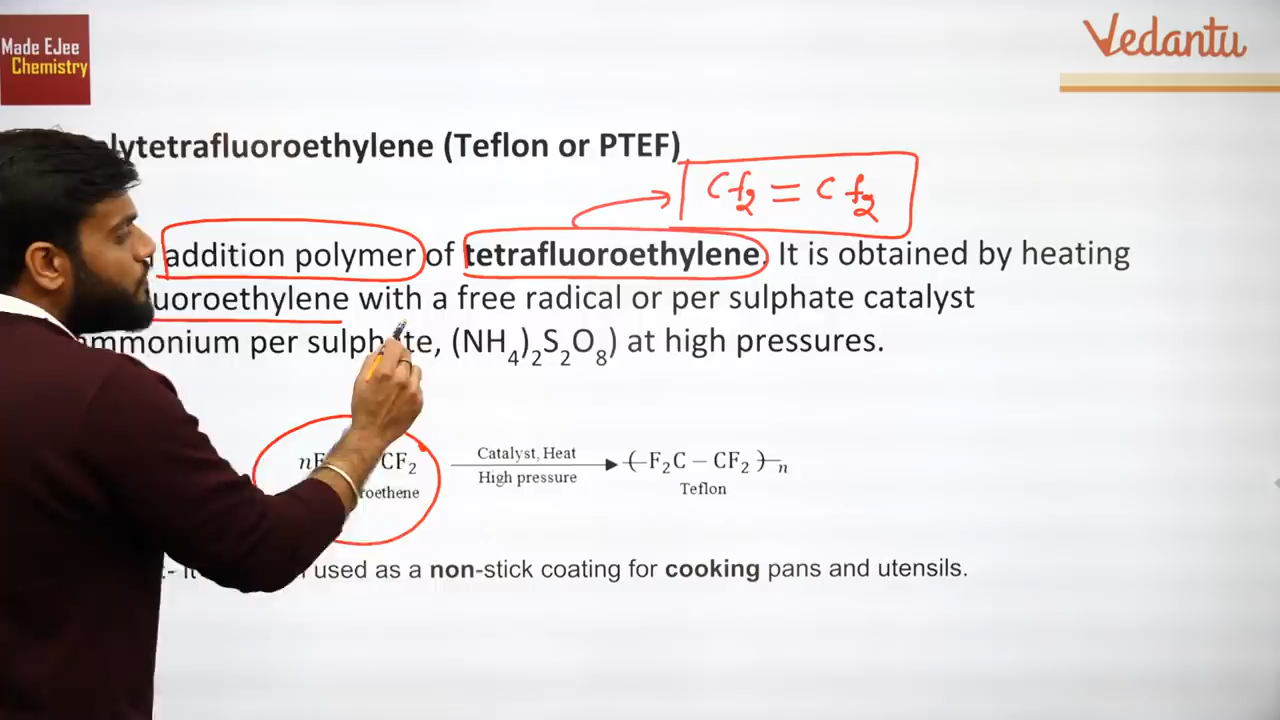 Made EJee
Chemistry
Vedantu
lytetrafluoroethylene (Teflon or PTEF)
Cf2 = Cf2
addition polymer of tetrafluoroethylene. It is obtained by heating
uoroethylene with a free radical or per sulphate catalyst
mmonium per sulphate, (NH4)2S2O8) at high pressures.
nF CF2 Catalyst, Heat High pressure –(F2C – CF2)–n
roethene Teflon
used as a non-stick coating for cooking pans and utensils.